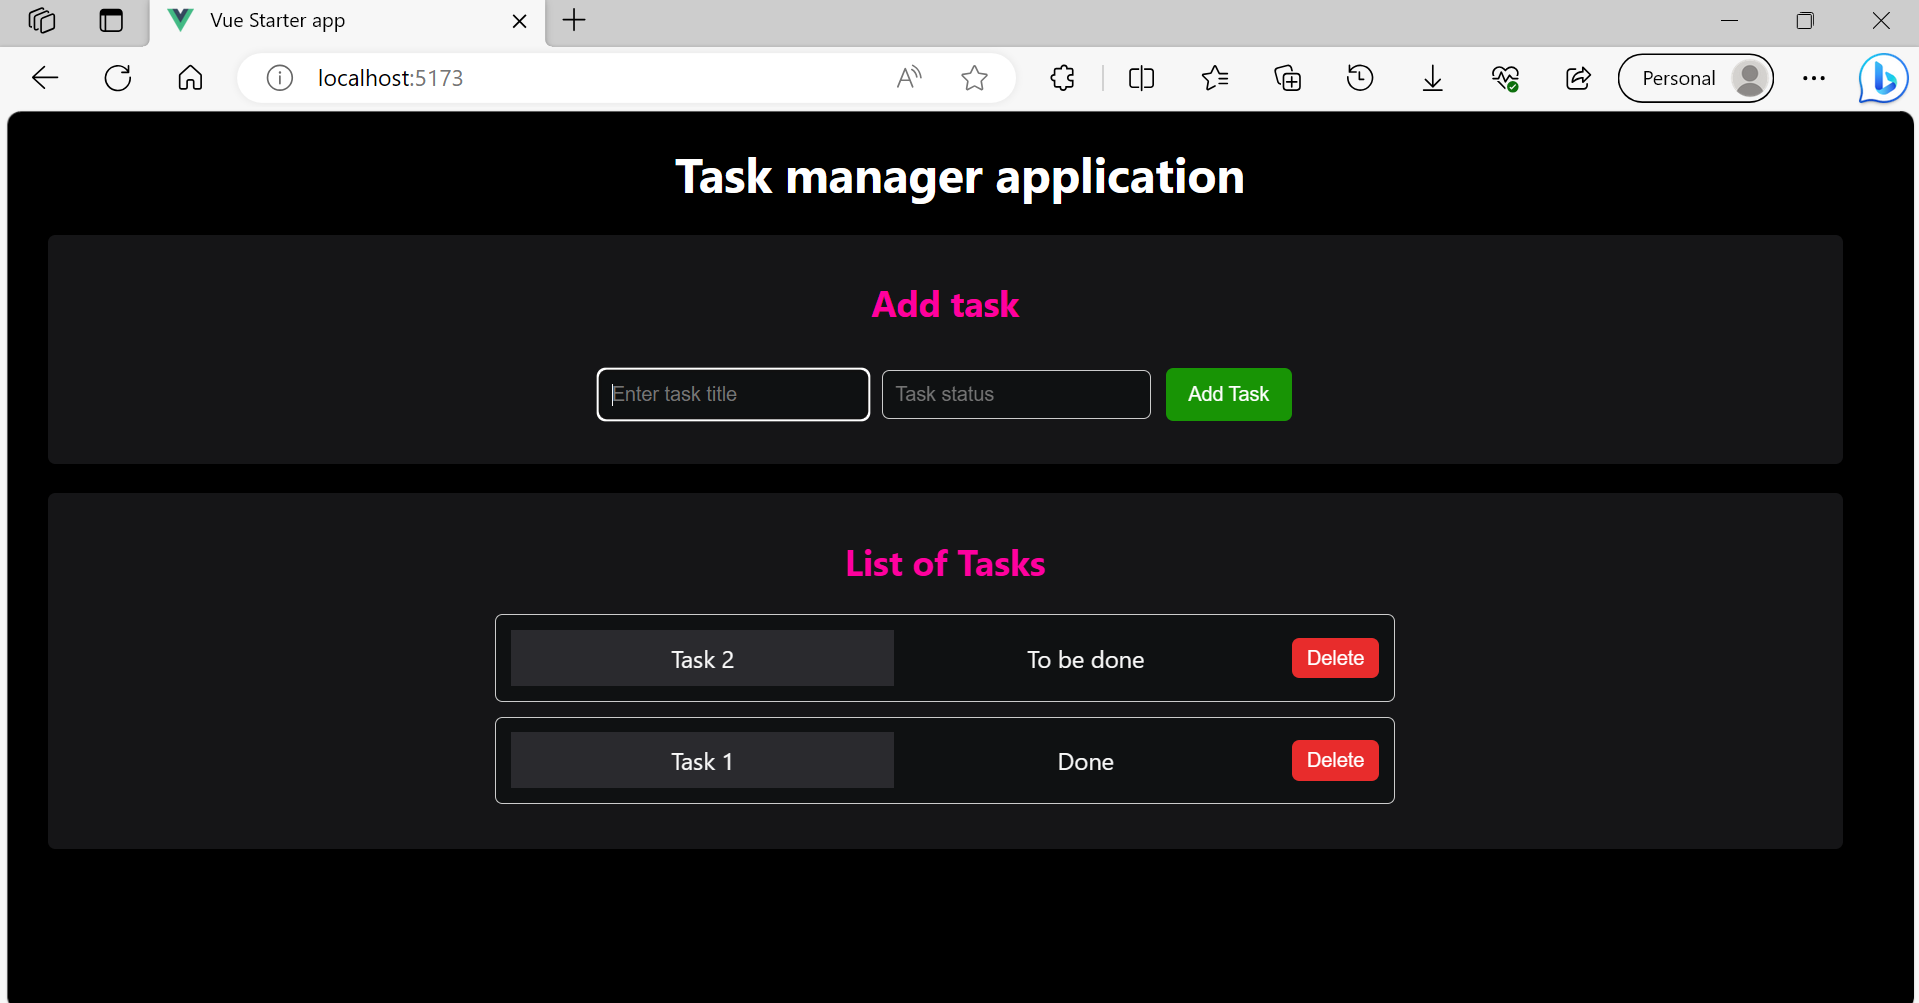 Vue Starter app
localhost:5173
Personal
Task manager application
Add task
Enter task title
Task status
Add Task
List of Tasks
Task 2
To be done
Delete
Task 1
Done
Delete